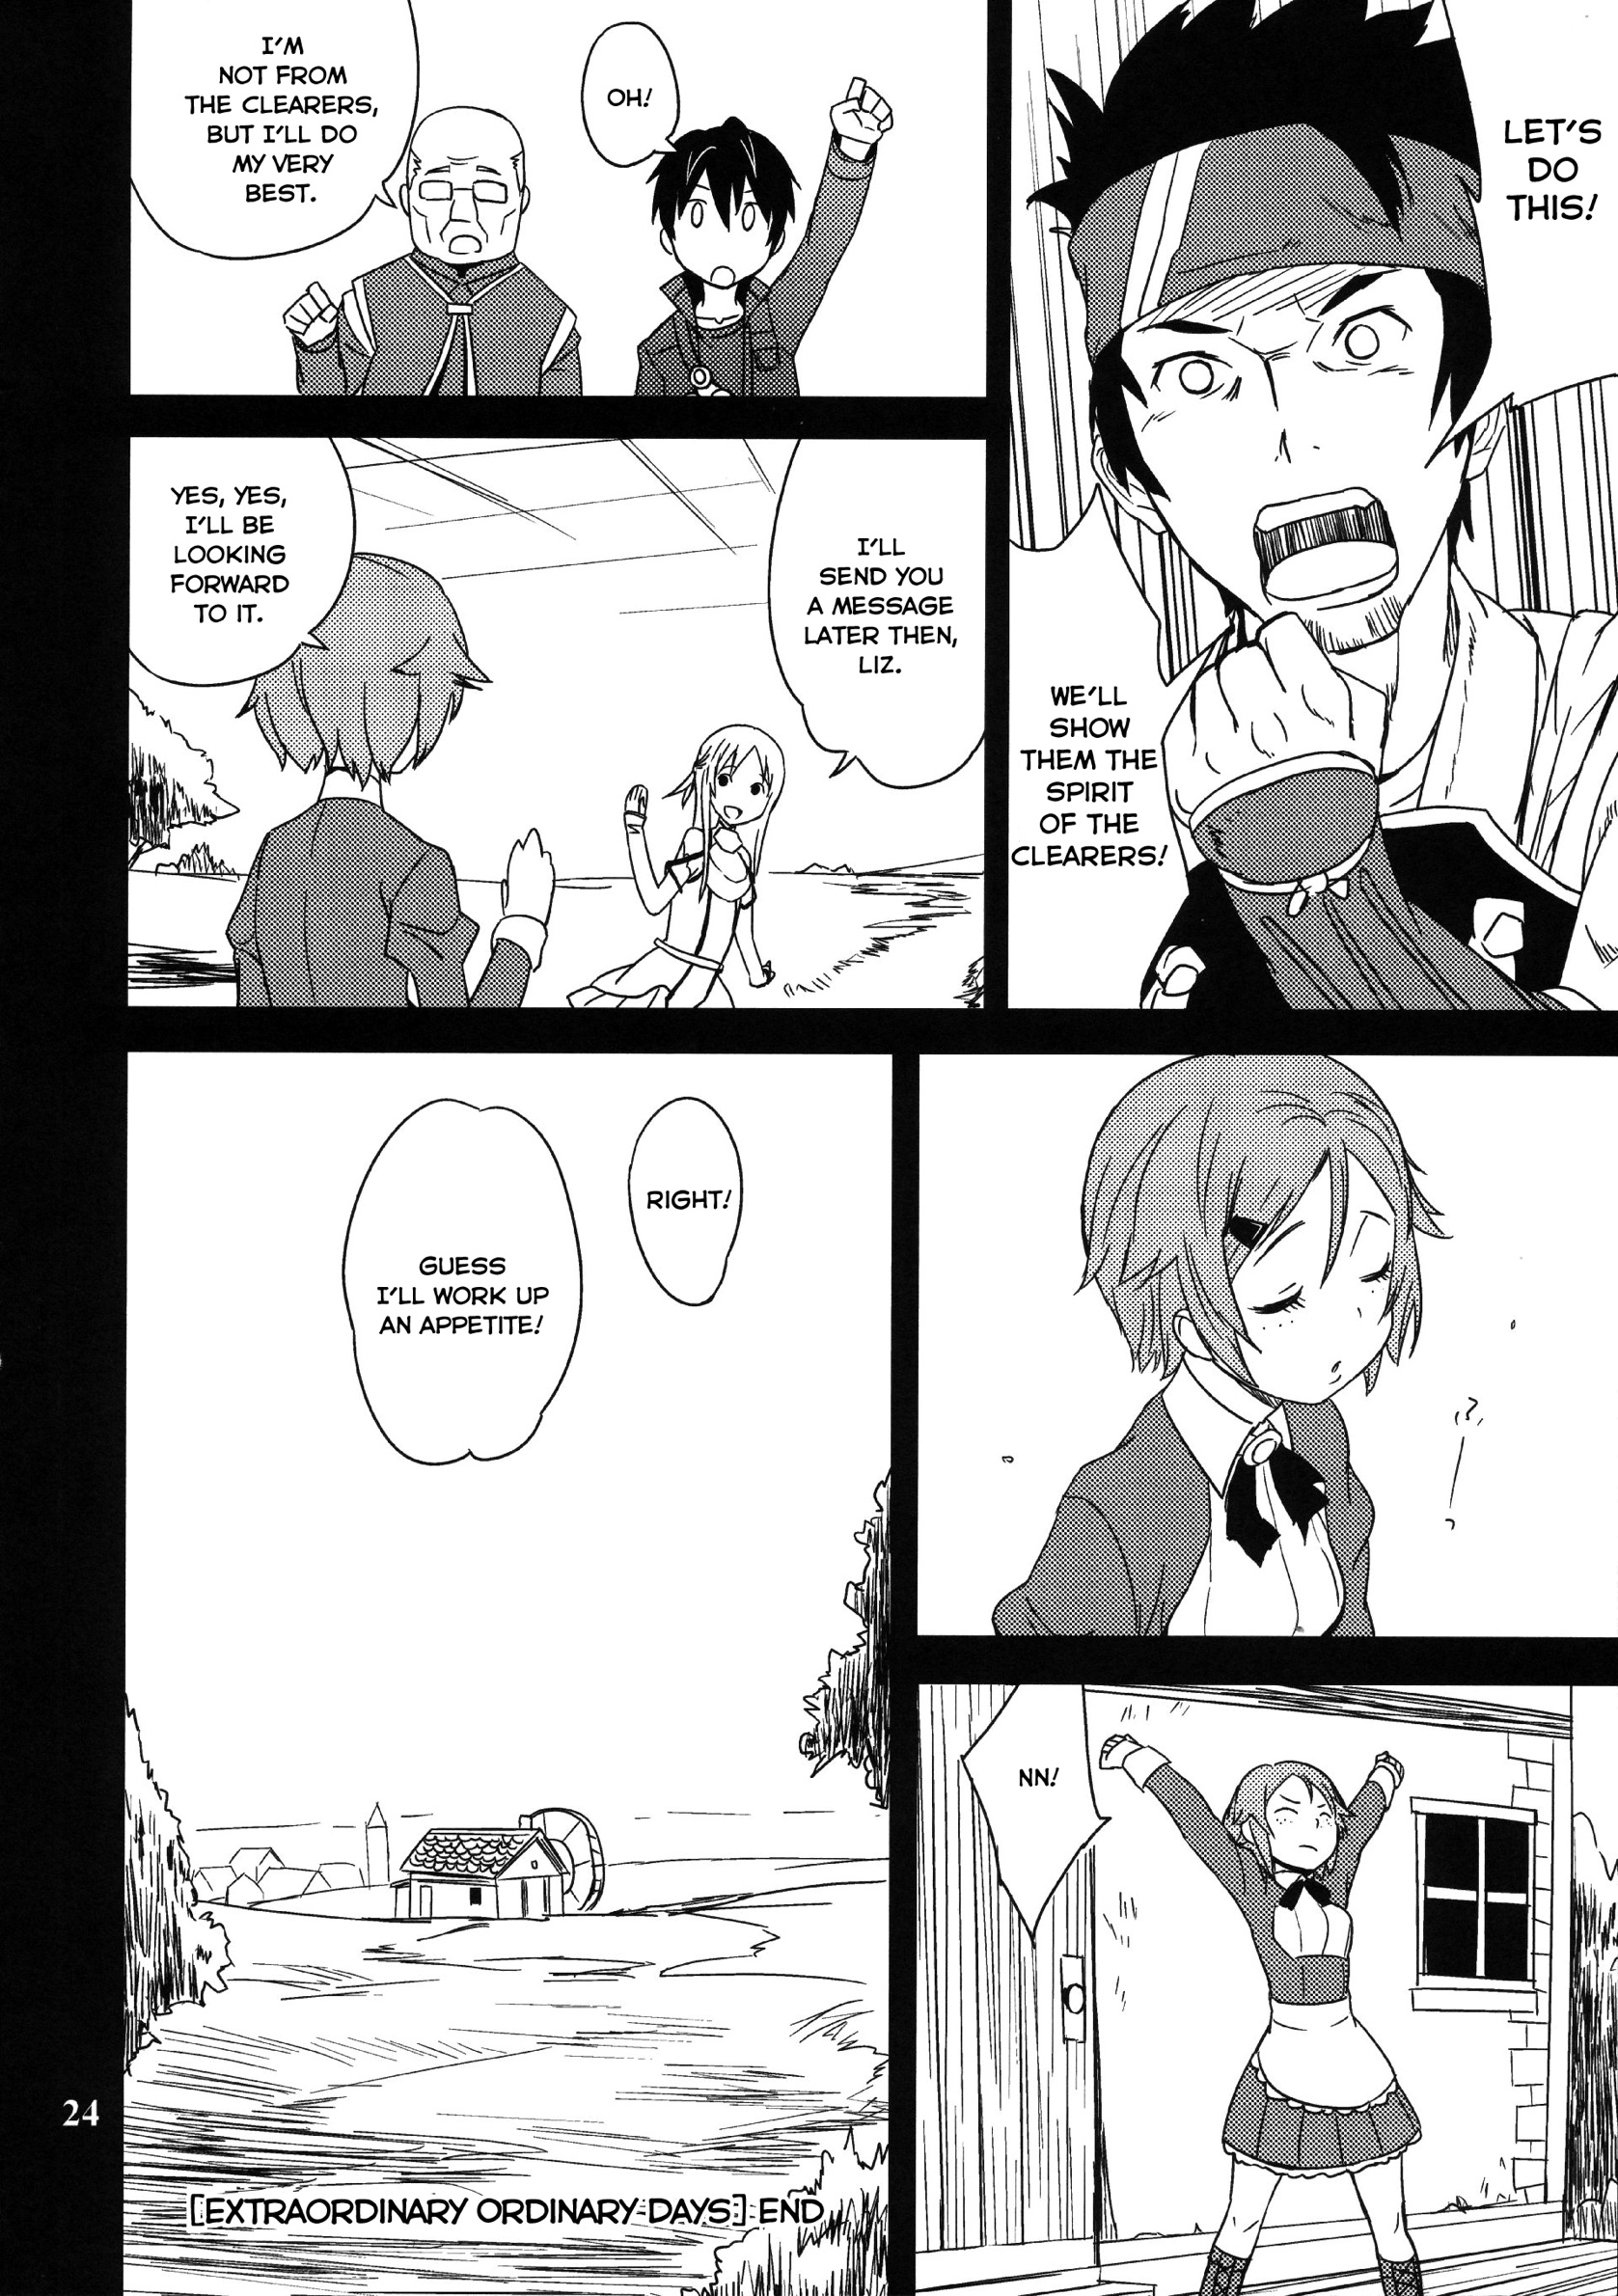 LET'S
DO
THIS!
WE'LL
SHOW
THEM THE
SPIRIT
OF THE
CLEARERS!
OH!
I'M
NOT FROM
THE CLEARERS,
BUT I'LL DO
MY VERY
BEST.
I'LL
SEND YOU
A MESSAGE
LATER THEN,
LIZ.
YES, YES,
I'LL BE
LOOKING
FORWARD
TO IT.
NN!
RIGHT!
GUESS
I'LL WORK UP
AN APPETITE!
[EXTRAORDINARY ORDINARY DAYS] END
24